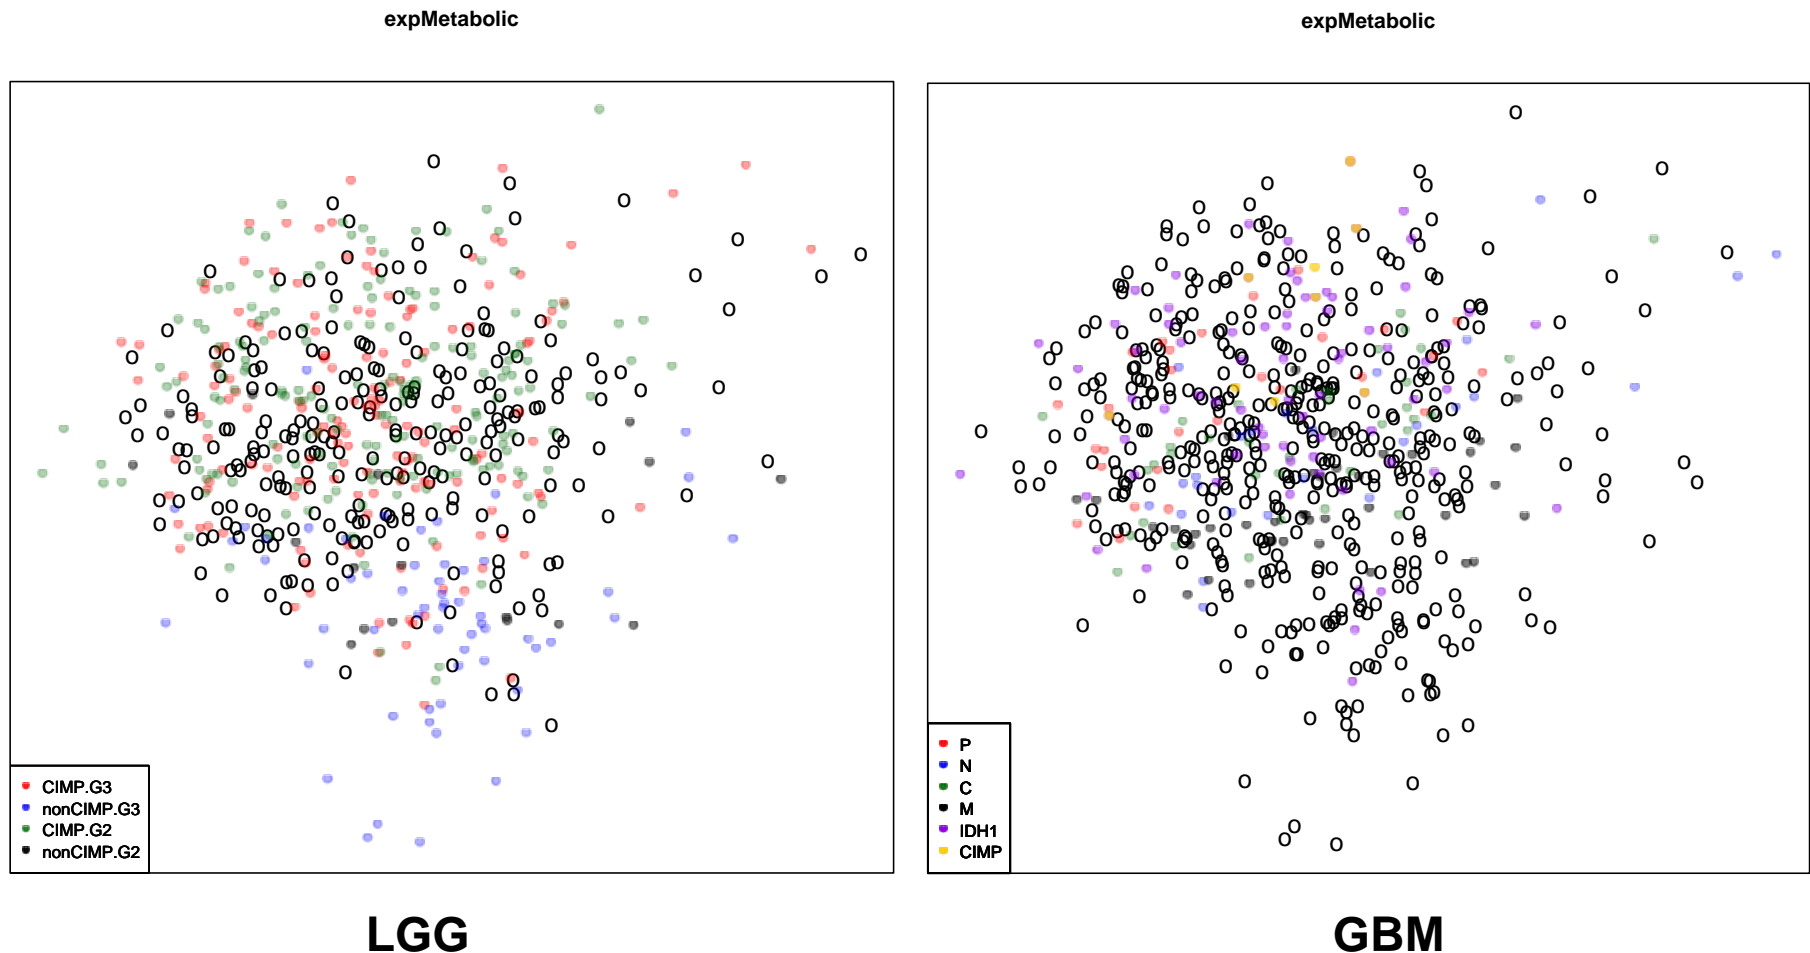 expMetabolic
CIMP.G3
nonCIMP.G3
CIMP.G2
nonCIMP.G2
LGG
expMetabolic
P
N
C
M
IDH1
CIMP
GBM